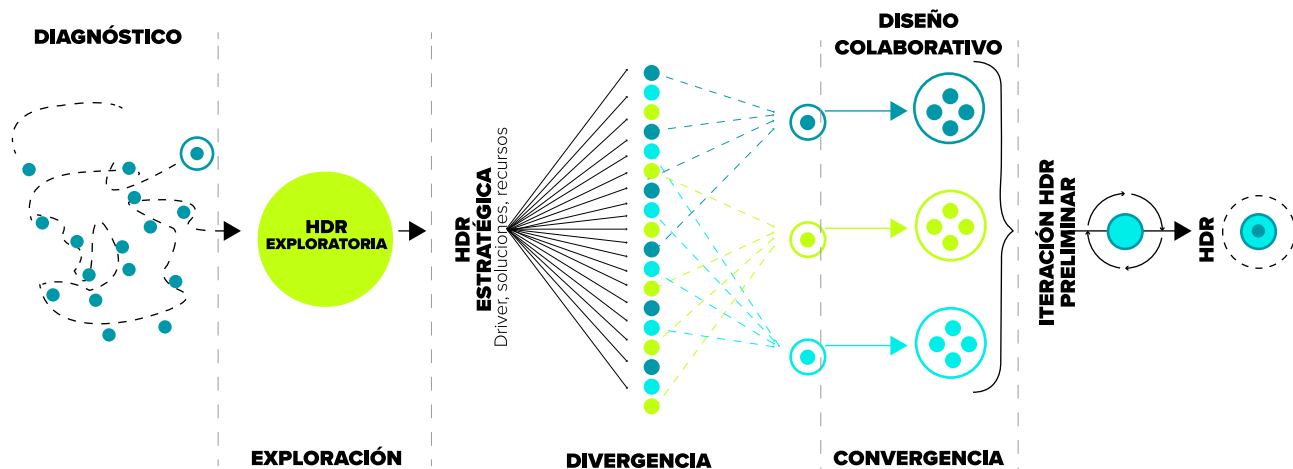 DIAGNÓSTICO
HDR
EXPLORATORIA
EXPLORACIÓN
HDR
ESTRATÉGICA
Driver, soluciones, recursos
DIVERGENCIA
DISEÑO
COLABORATIVO
CONVERGENCIA
ITERACIÓN HDR
PRELIMINAR
HDR